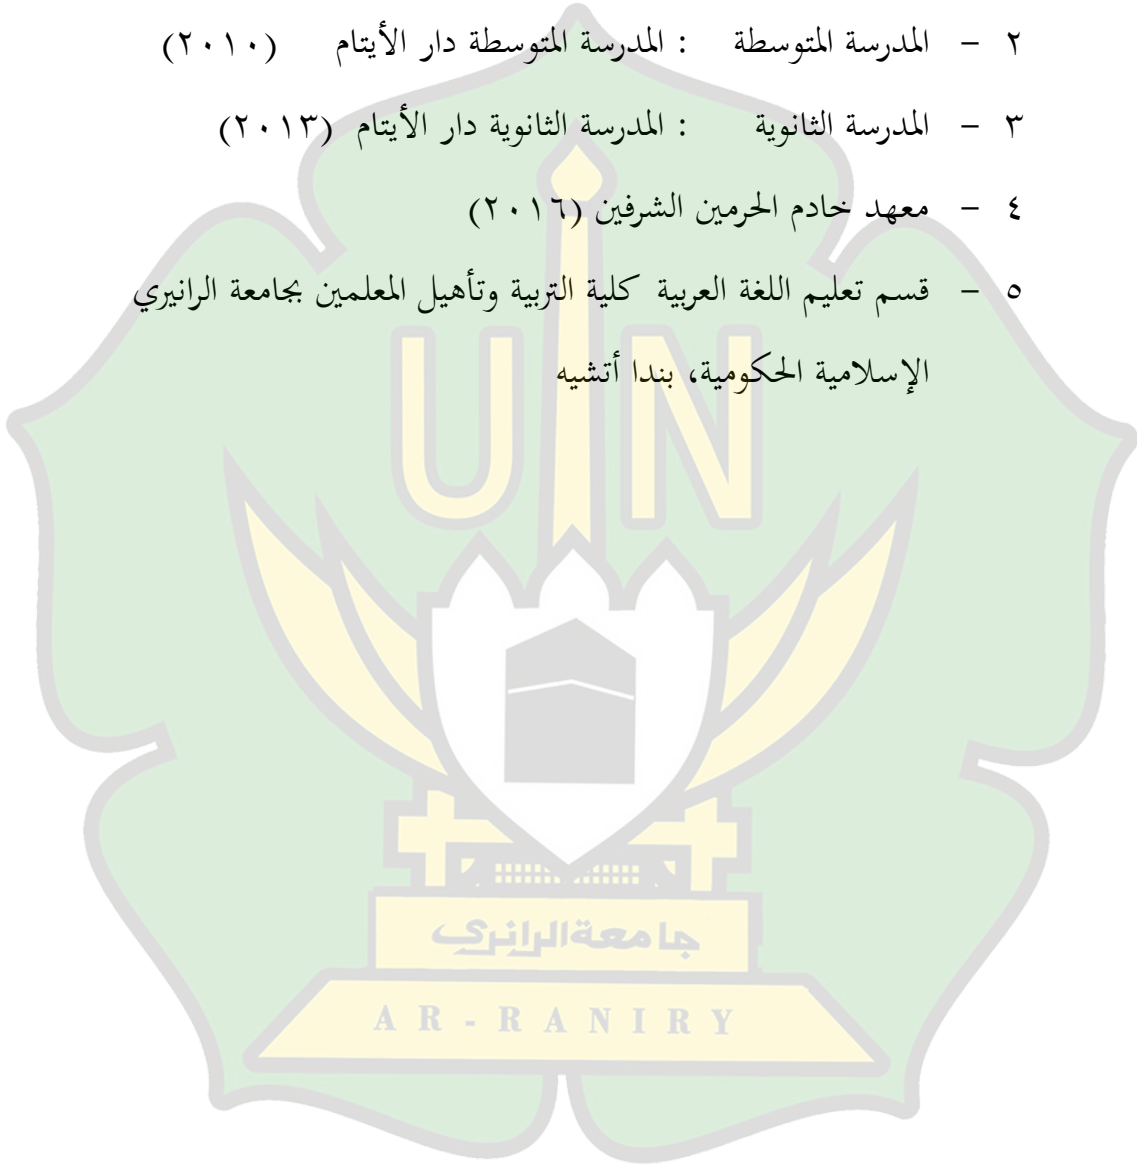 ٢ - المدرسة المتوسطة : المدرسة المتوسطة دار الأيتام (٢٠١٠)
٣ - المدرسة الثانوية : المدرسة الثانوية دار الأيتام (٢٠١٣)
٤ - معهد خادم الحرمين الشرفين (٢٠١٦)
٥ - قسم تعليم اللغة العربية كلية التربية وتأهيل المعلمين بجامعة الرانيري
الإسلامية الحكومية، بندا أتشيه
UIN
جامعة الرانري
AR-RANIRY